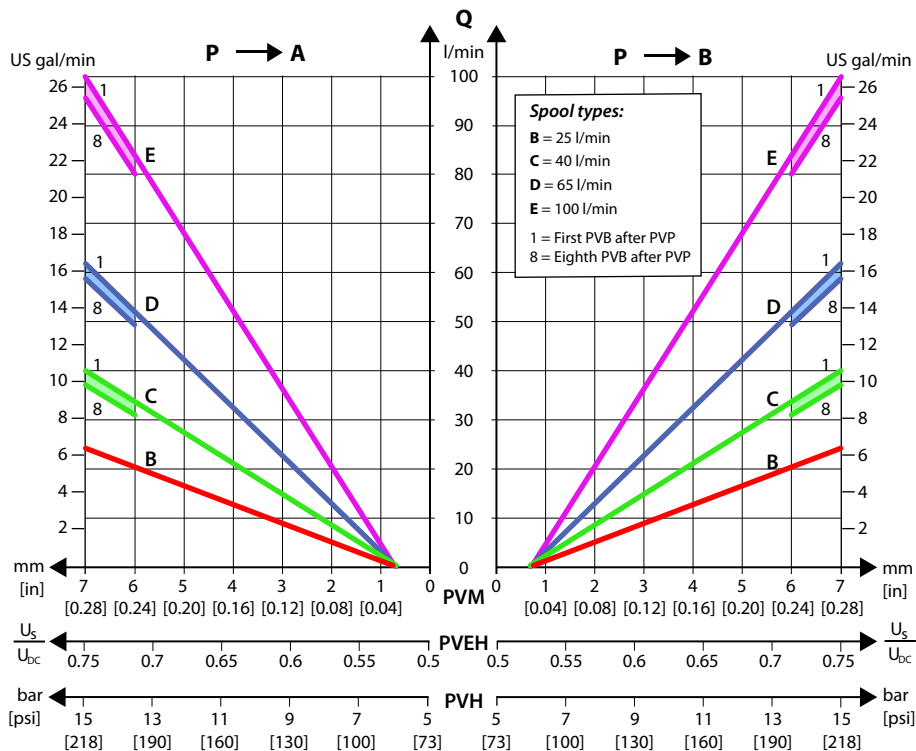 Q
P → A
P → B
US gal/min
l/min
US gal/min
26 24 22 20 18 16 14 12 10 8 6 4 2
100 90 80 70 60 50 40 30 20 10 0
26 24 22 20 18 16 14 12 10 8 6 4 2
1 8 E
1 8 D
1 8 C
B
Spool types:
B = 25 l/min
C = 40 l/min
D = 65 l/min
E = 100 l/min
1 = First PVB after PVP
8 = Eighth PVB after PVP
E 1 8
D 1 8
C 1 8
B
mm 7 6 5 4 3 2 1 0 PVM 1 2 3 4 5 6 7 mm
[in] [0.28] [0.24] [0.20] [0.16] [0.12] [0.08] [0.04] [0.04] [0.08] [0.12] [0.16] [0.20] [0.24] [0.28] [in]
US/UDC PVEH US/UDC
0.75 0.7 0.65 0.6 0.55 0.5 0.5 0.55 0.6 0.65 0.7 0.75
bar PVH bar
[psi] 15 13 11 9 7 5 5 7 9 11 13 15 [psi]
[218] [190] [160] [130] [100] [73] [73] [100] [130] [160] [190] [218]